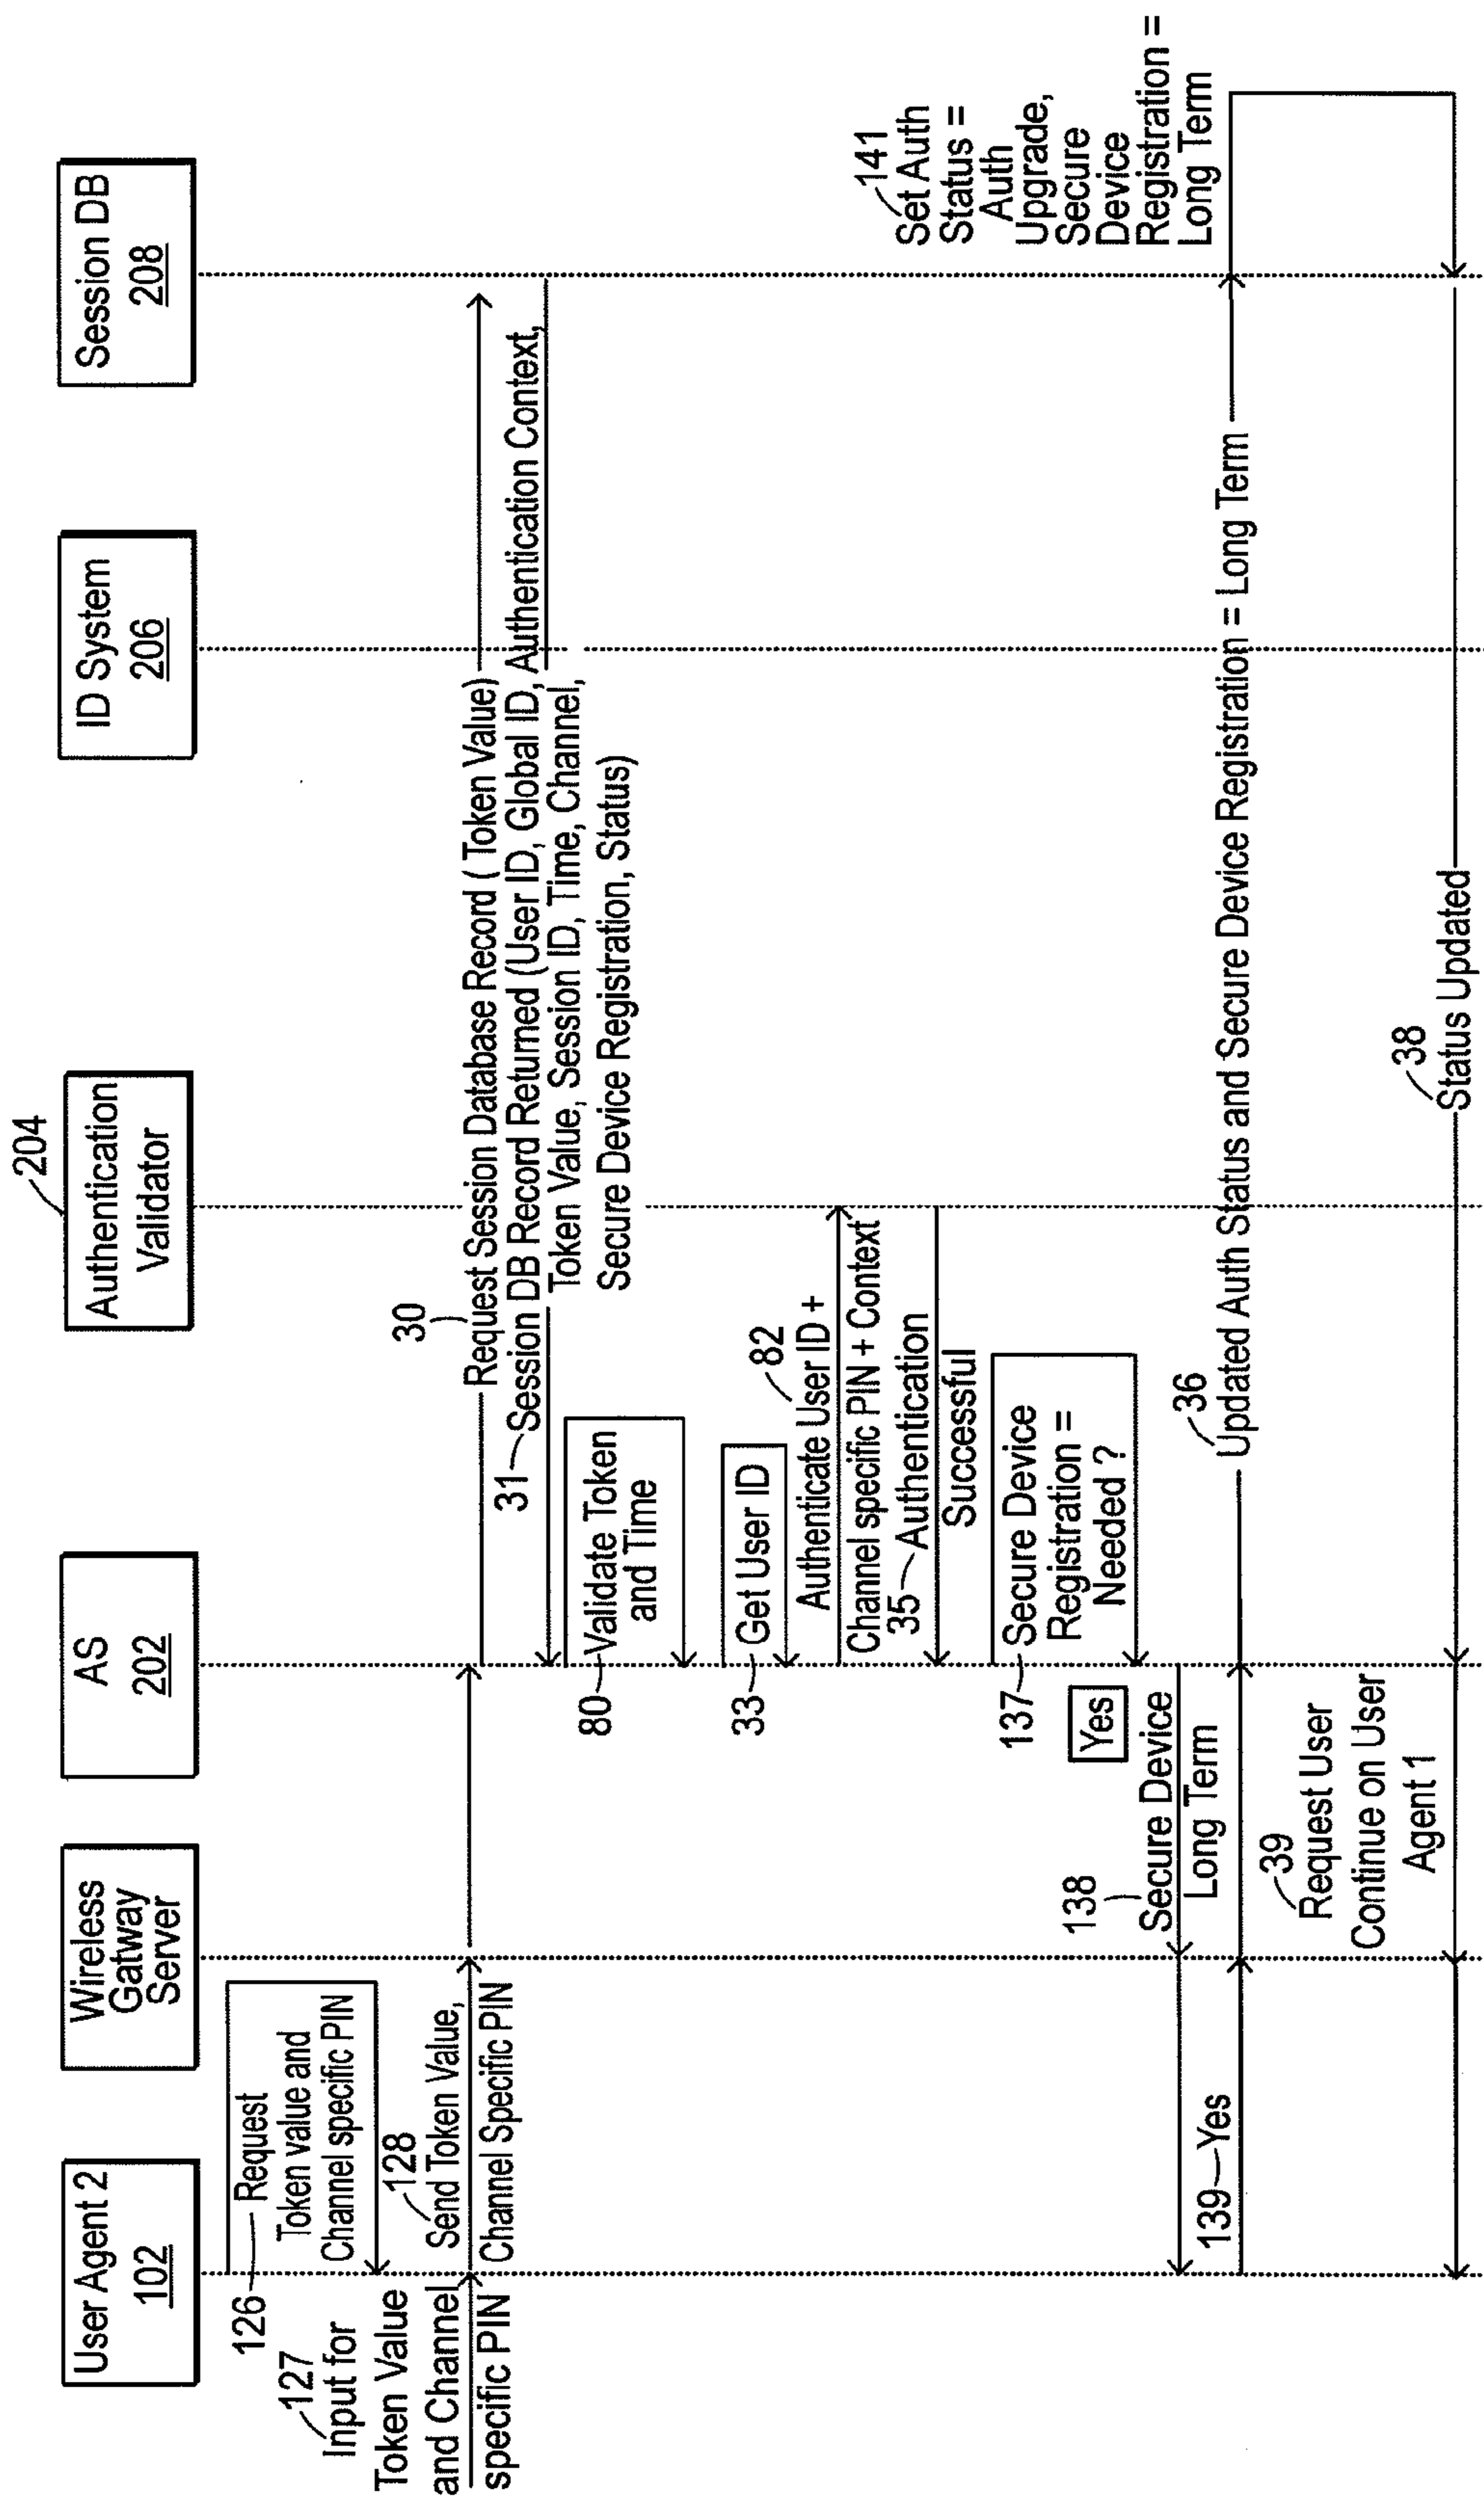 User Agent 2
102
Wireless
Gatway
Server
AS
202
204
Authentication
Validator
ID System
206
Session DB
208
126
Request
Token value and
Channel specific PIN
127
Input for
Token Value
and Channel
specific PIN
128
Send Token Value,
Channel Specific PIN
30
Request Session Database Record ( Token Value)
31
Session DB Record Returned (User ID, Global ID, Authentication Context,
Token Value, Session ID, Time, Channel,
Secure Device Registration, Status)
80
Validate Token
and Time
33
Get User ID
82
Authenticate User ID +
Channel specific PIN + Context
35
Authentication
Successful
137
Secure Device
Registration =
Needed ?
Yes
138
Secure Device
Long Term
139
Yes
36
Updated Auth Status and Secure Device Registration = Long Term
141
Set Auth
Status =
Auth
Upgrade,
Secure
Device
Registration =
Long Term
39
Request User
Continue on User
Agent 1
38
Status Updated